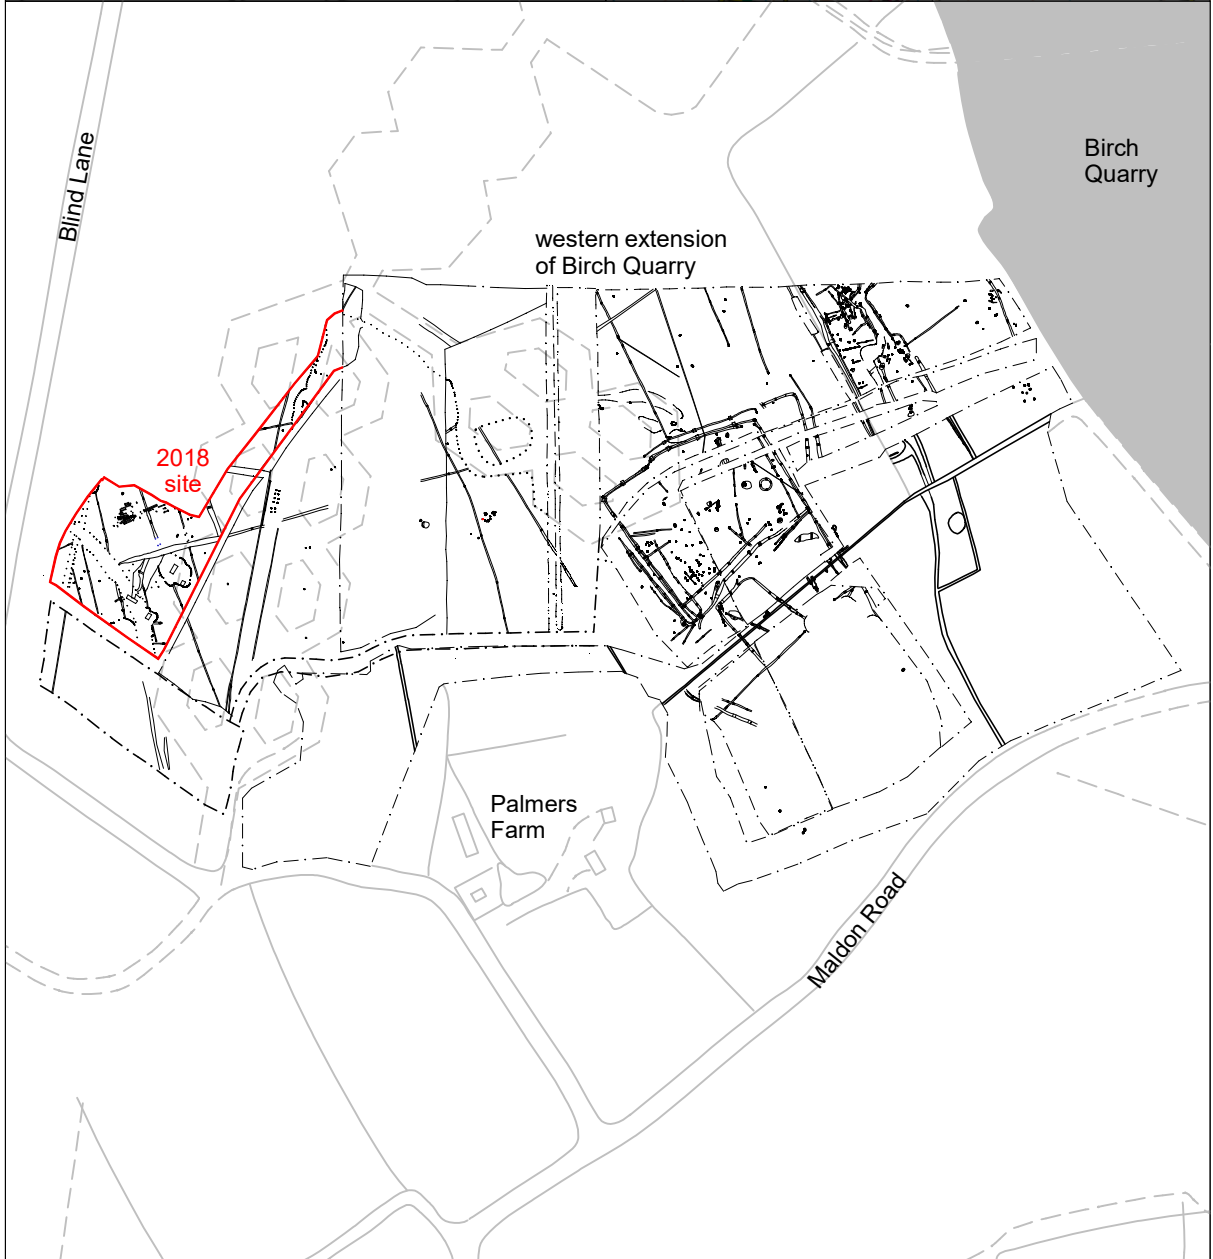 Birch
Quarry
Blind Lane
western extension
of Birch Quarry
2018
site
Palmers
Farm
Maldon Road